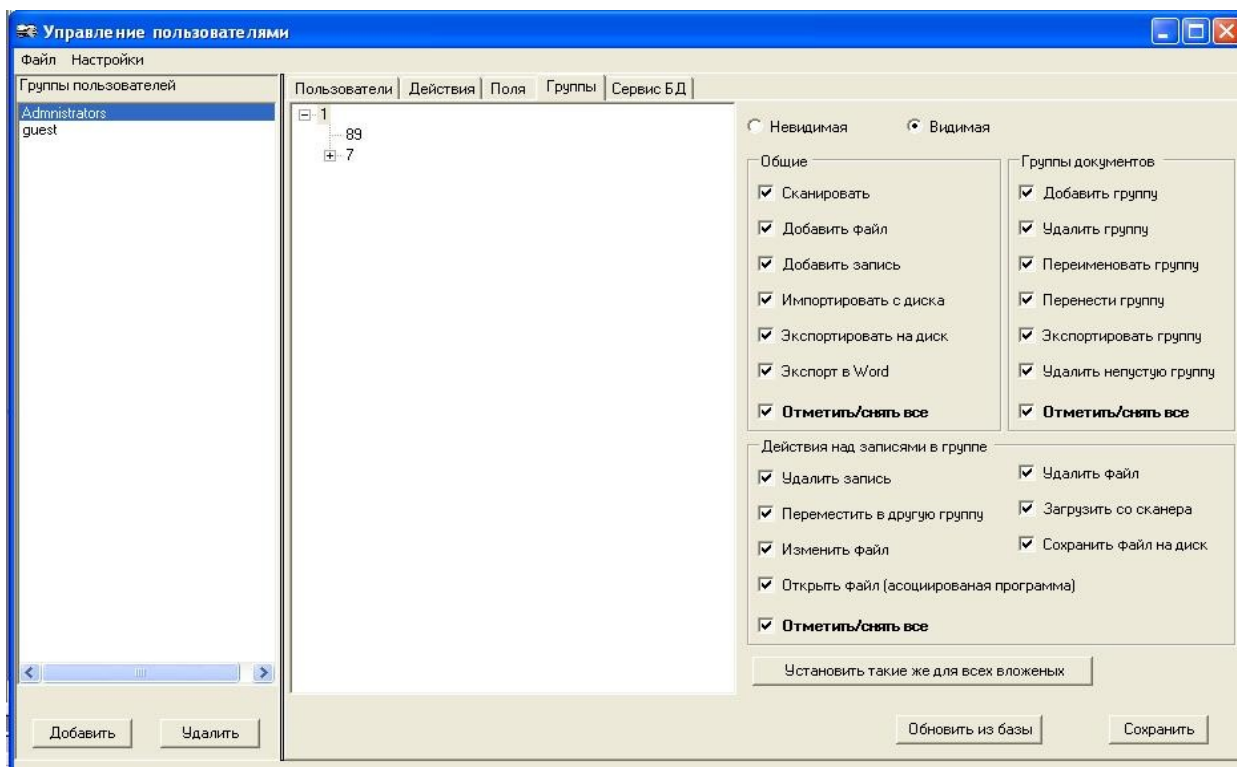 Управление пользователями
Файл Настройки
Группы пользователей
Admnistrators
guest
Добавить Удалить
Пользователи Действия Поля Группы Сервис БД
1
89
7
Невидимая Видимая
Общие
Сканировать
Добавить файл
Добавить запись
Импортировать с диска
Экспортировать на диск
Экспорт в Word
Отметить/снять все
Группы документов
Добавить группу
Удалить группу
Переименовать группу
Перенести группу
Экспортировать группу
Удалить непустую группу
Отметить/снять все
Действия над записями в группе
Удалить запись
Переместить в другую группу
Изменить файл
Открыть файл (асоциированая программа)
Отметить/снять все
Удалить файл
Загрузить со сканера
Сохранить файл на диск
Установить такие же для всех вложеных
Обновить из базы Сохранить